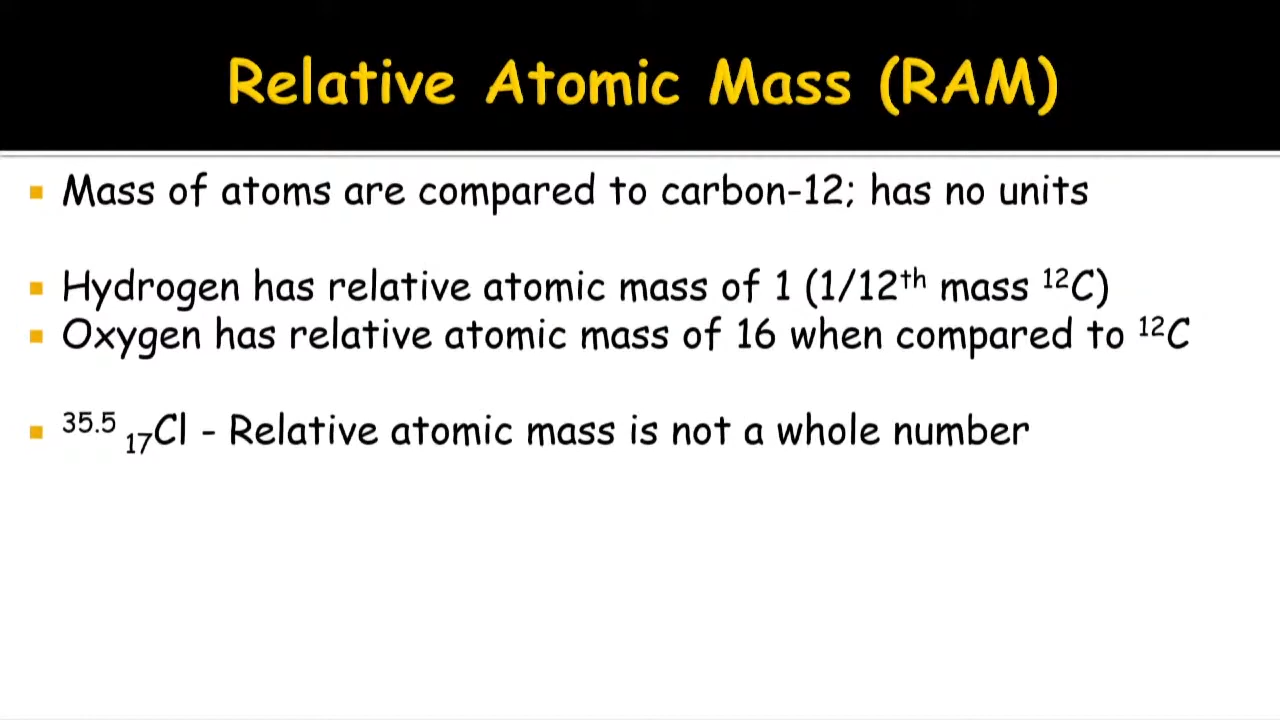 Relative Atomic Mass (RAM)
▪ Mass of atoms are compared to carbon-12; has no units
▪ Hydrogen has relative atomic mass of 1 (1/12ᵗʰ mass ¹²C)
▪ Oxygen has relative atomic mass of 16 when compared to ¹²C
▪ ³⁵·⁵ ₁₇Cl - Relative atomic mass is not a whole number